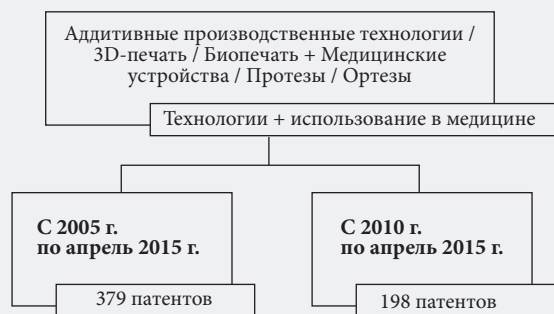 Аддитивные производственные технологии /
3D-печать / Биопечать + Медицинские
устройства / Протезы / Ортезы
Технологии + использование в медицине
С 2005 г.
по апрель 2015 г.
379 патентов
С 2010 г.
по апрель 2015 г.
198 патентов